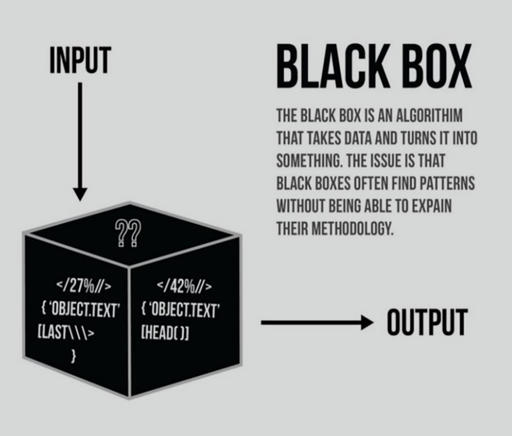 INPUT
BLACK BOX
THE BLACK BOX IS AN ALGORITHIM
THAT TAKES DATA AND TURNS IT INTO
SOMETHING. THE ISSUE IS THAT
BLACK BOXES OFTEN FIND PATTERNS
WITHOUT BEING ABLE TO EXPAIN
THEIR METHODOLOGY.
??
</27%//>
{ 'OBJECT.TEXT'
[LAST\\\>
}
</42%//>
{ 'OBJECT.TEXT'
[HEAD( )]
OUTPUT